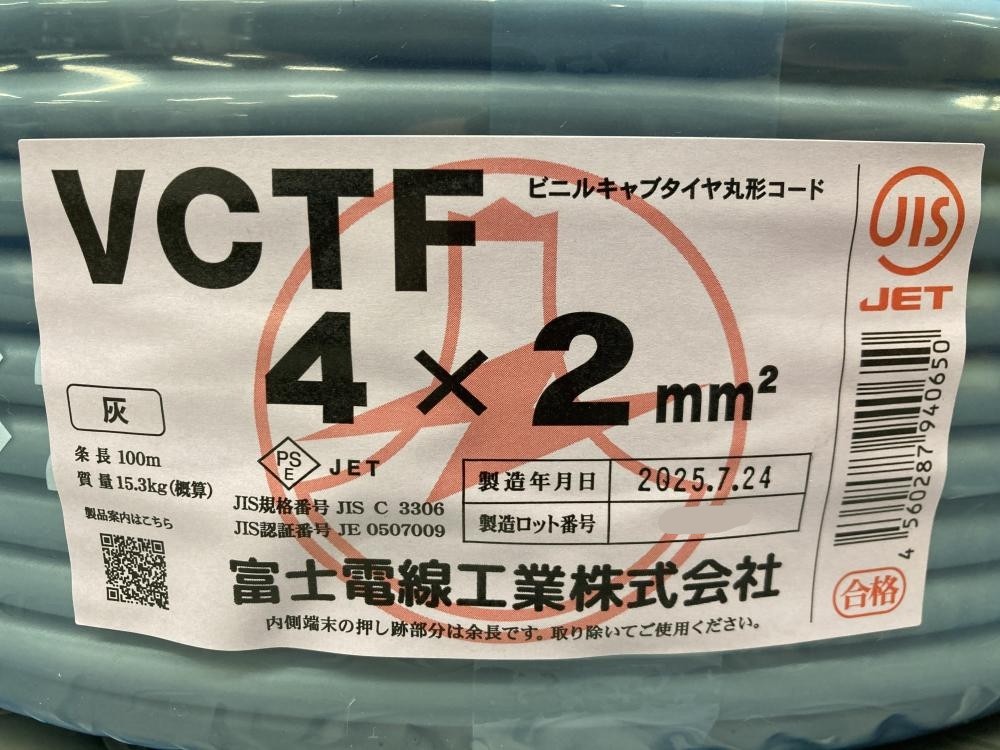 VCTF
ビニルキャブタイヤ丸形コード
4×2mm²
灰
条長 100m
質量 15.3kg(概算)
製品案内はこちら
PS
E
JET
JIS規格番号 JIS C 3306
JIS認証番号 JE 0507009
製造年月日 2025.7.24
製造ロット番号
富士電線工業株式会社
内側端末の押し跡部分は余長です。取り除いてご使用ください。
JIS
JET
4560287940650
合格